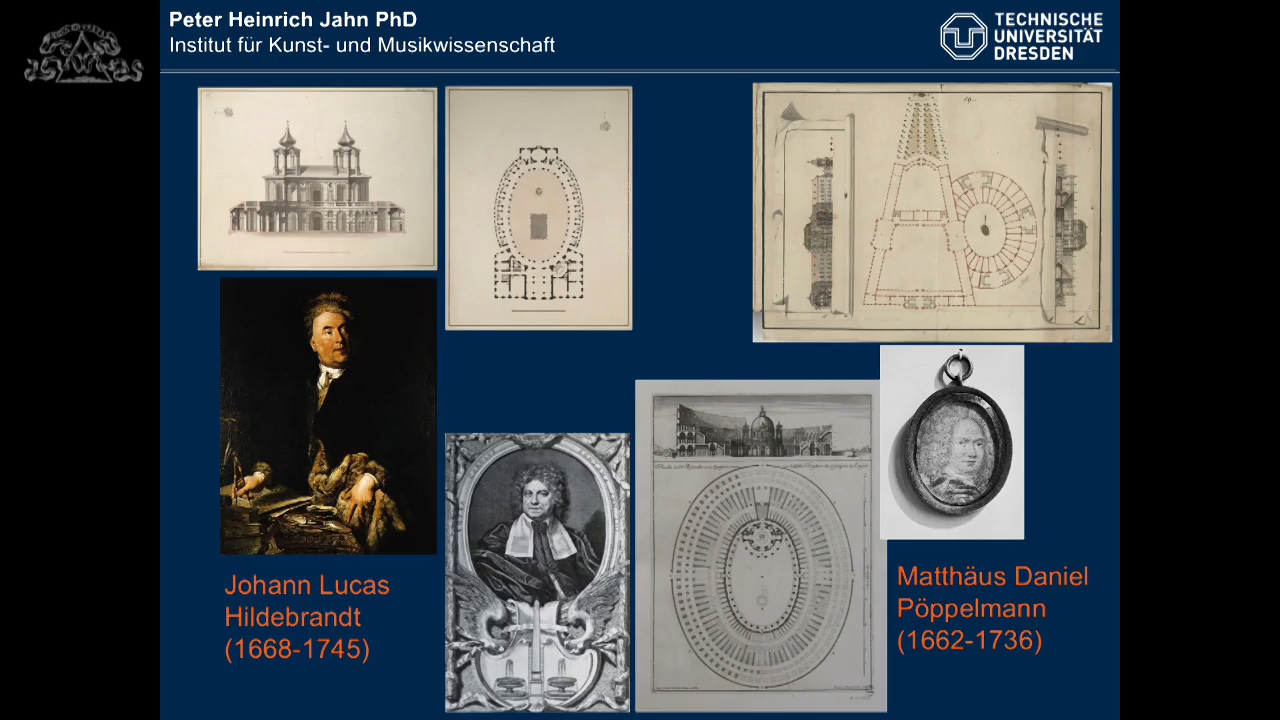 Peter Heinrich Jahn PhD
Institut für Kunst- und Musikwissenschaft
TECHNISCHE
UNIVERSITÄT
DRESDEN
Johann Lucas
Hildebrandt
(1668-1745)
Matthäus Daniel
Pöppelmann
(1662-1736)